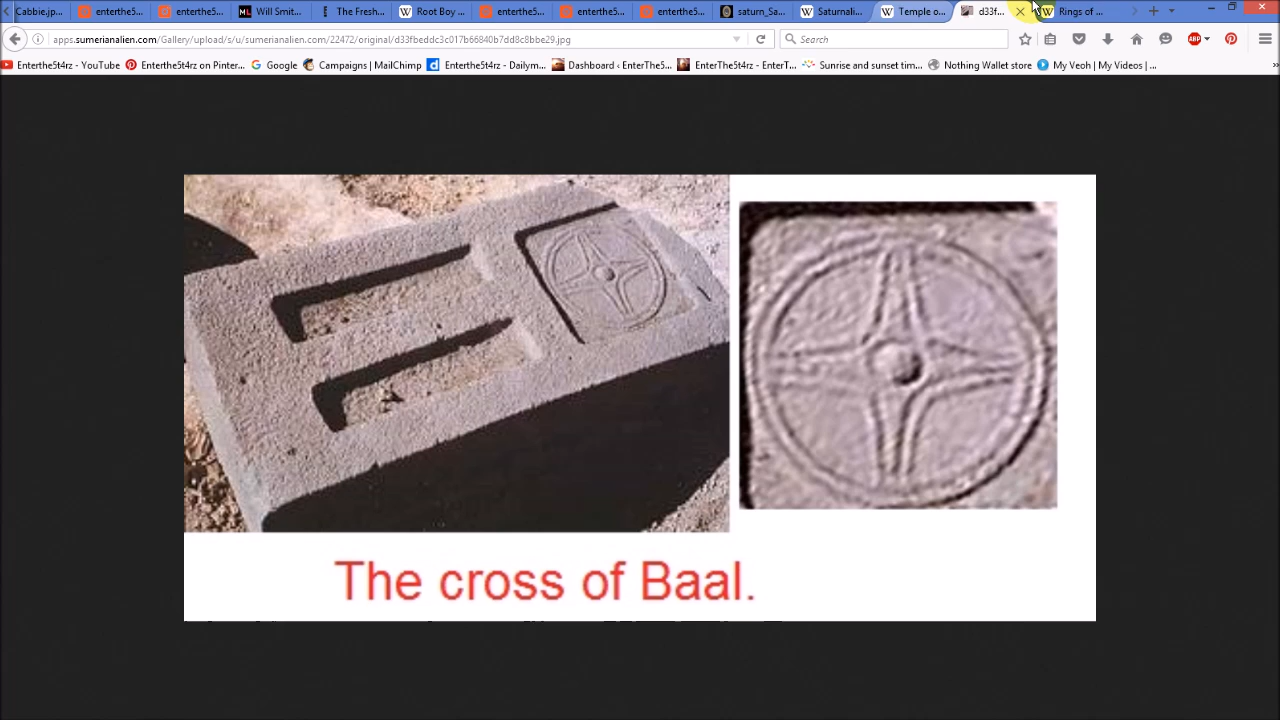 Cabbie.jp...
enterthe5...
enterthe5...
ML Will Smit...
The Fresh...
W Root Boy ...
enterthe5...
enterthe5...
enterthe5...
saturn_Sa...
W Saturnali...
W Temple o...
d33f...
W Rings of ...
apps.sumerianalien.com/Gallery/upload/s/u/sumerianalien.com/22472/original/d33fbeddc3c017b66840b7dd8c8bbe29.jpg
Search
ABP
Enterthe5t4rz - YouTube
Enterthe5t4rz on Pinter...
G Google
Campaigns | MailChimp
d Enterthe5t4rz - Dailym...
Dashboard ‹ EnterThe5...
EnterThe5t4rz - EnterT...
Sunrise and sunset tim...
Nothing Wallet store
My Veoh | My Videos | ...
The cross of Baal.